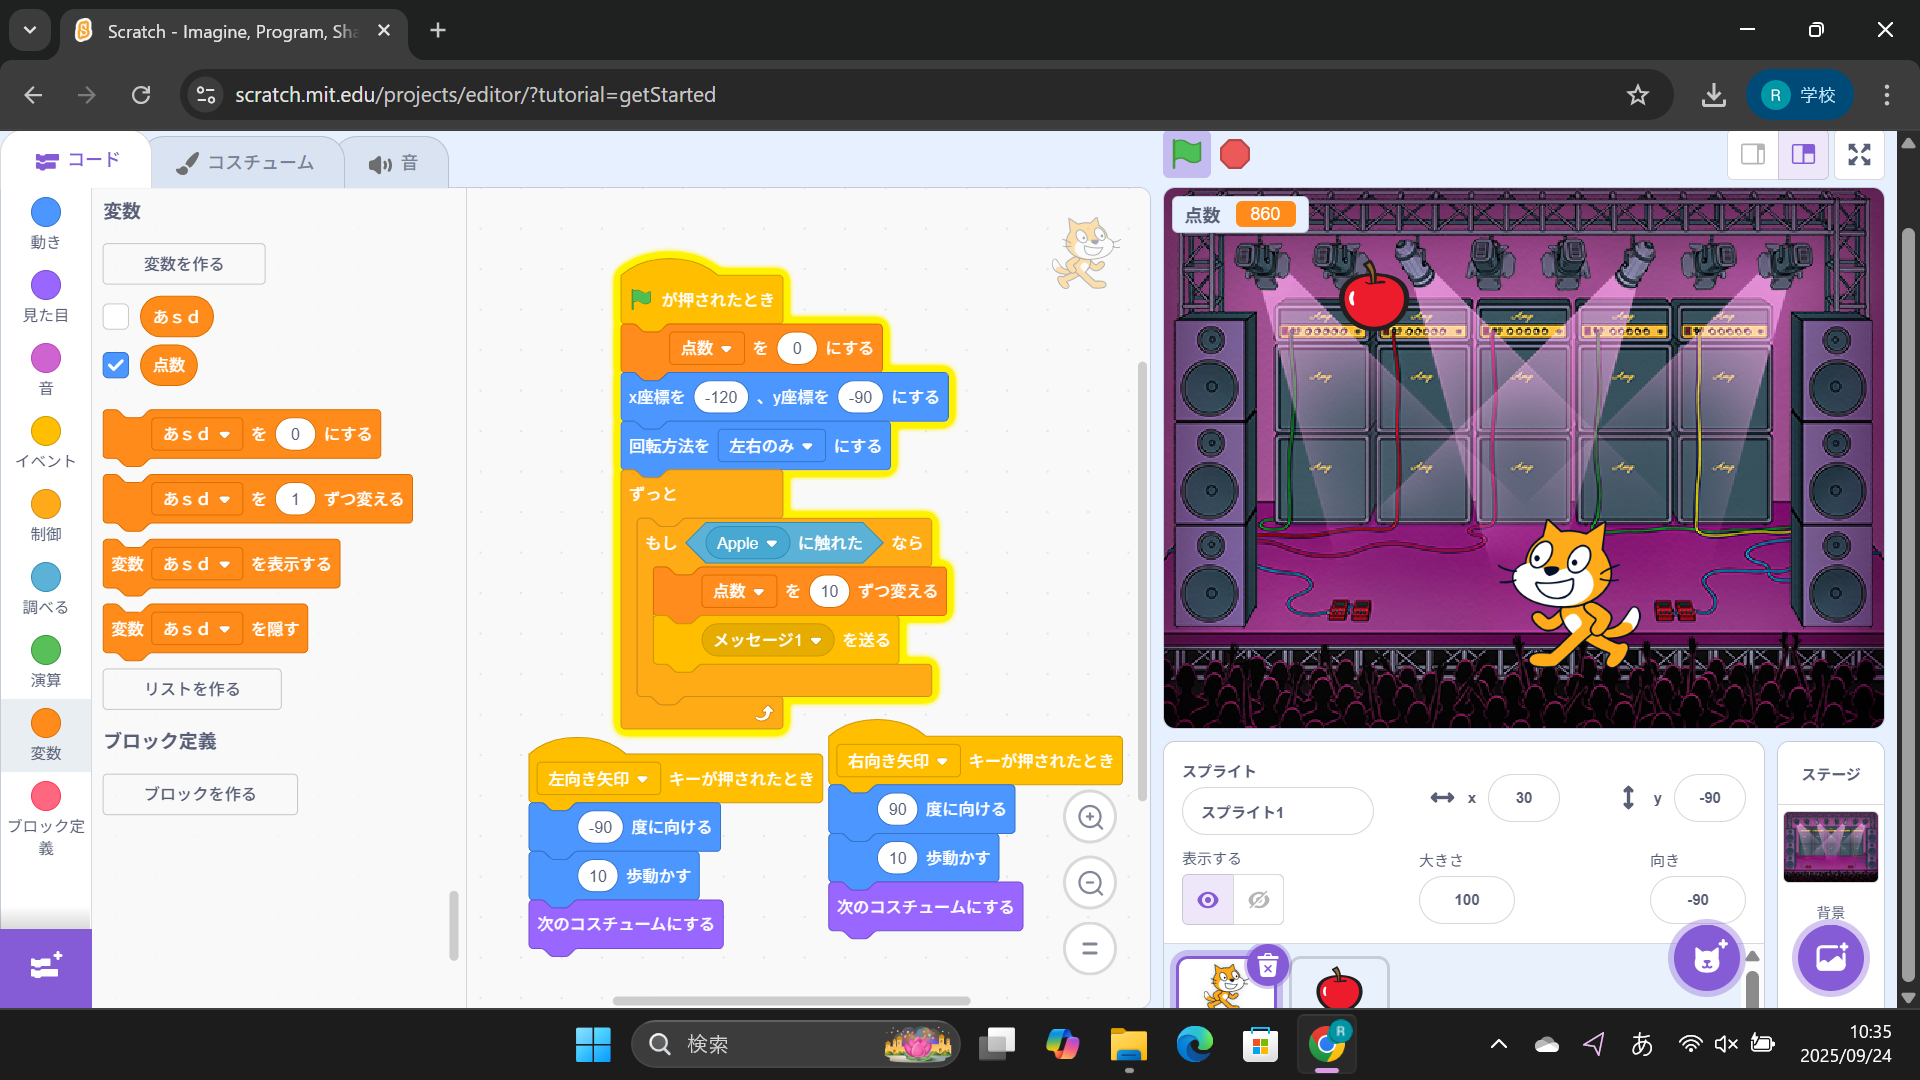 Scratch - Imagine, Program, Sha
scratch.mit.edu/projects/editor/?tutorial=getStarted
R 学校
コード
コスチューム
音
動き
見た目
音
イベント
制御
調べる
演算
変数
ブロック定義
変数
変数を作る
あｓｄ
点数
あｓｄ を 0 にする
あｓｄ を 1 ずつ変える
変数 あｓｄ を表示する
変数 あｓｄ を隠す
リストを作る
ブロック定義
ブロックを作る
が押されたとき
点数 を 0 にする
x座標を -120 、y座標を -90 にする
回転方法を 左右のみ にする
ずっと
もし Apple に触れた なら
点数 を 10 ずつ変える
メッセージ1 を送る
左向き矢印 キーが押されたとき
-90 度に向ける
10 歩動かす
次のコスチュームにする
右向き矢印 キーが押されたとき
90 度に向ける
10 歩動かす
次のコスチュームにする
点数 860
Amp Amp Amp Amp Amp
Amp Amp Amp Amp Amp
Amp Amp Amp Amp Amp
スプライト
スプライト1
x 30
y -90
表示する
大きさ
100
向き
-90
ステージ
背景
検索
R
あ
10:35
2025/09/24